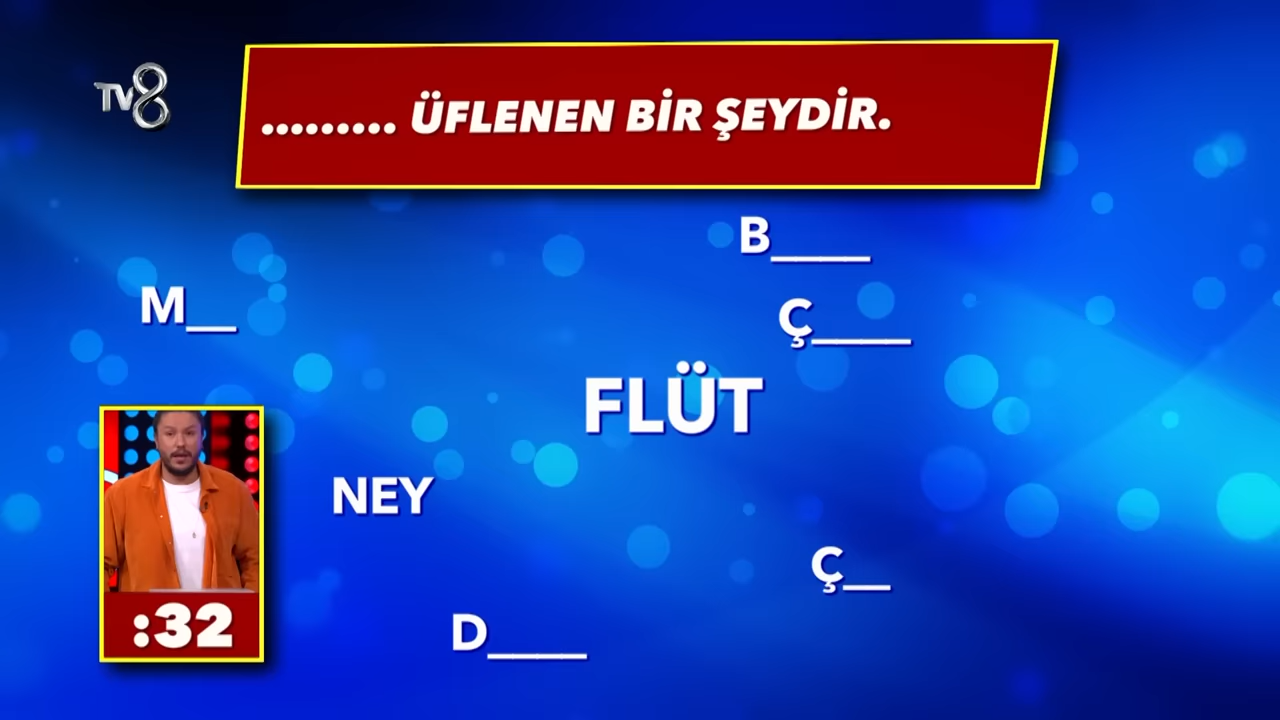 TV8
......... ÜFLENEN BİR ŞEYDİR.
B____
M__
Ç____
FLÜT
NEY
Ç__
D____
:32